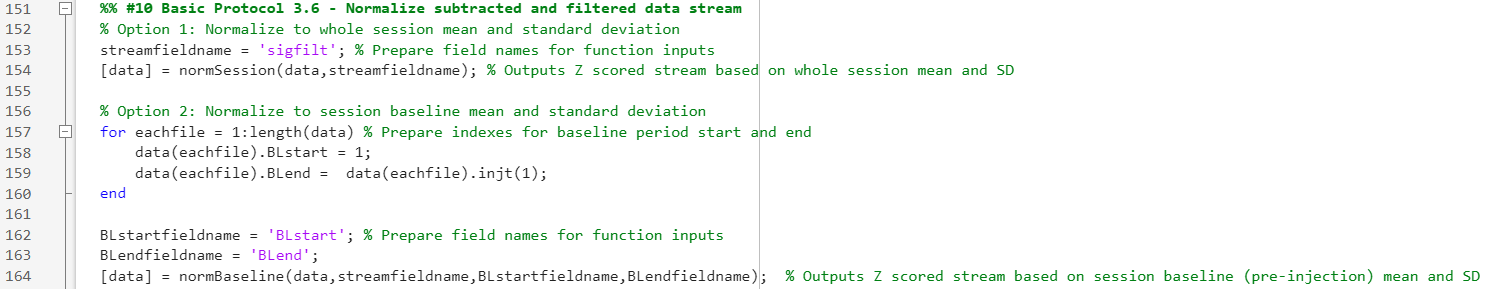 151 %% #10 Basic Protocol 3.6 - Normalize subtracted and filtered data stream
152 % Option 1: Normalize to whole session mean and standard deviation
153 streamfieldname = 'sigfilt'; % Prepare field names for function inputs
154 [data] = normSession(data,streamfieldname); % Outputs Z scored stream based on whole session mean and SD
155
156 % Option 2: Normalize to session baseline mean and standard deviation
157 for eachfile = 1:length(data) % Prepare indexes for baseline period start and end
158     data(eachfile).BLstart = 1;
159     data(eachfile).BLend =  data(eachfile).injt(1);
160 end
161
162 BLstartfieldname = 'BLstart'; % Prepare field names for function inputs
163 BLendfieldname = 'BLend';
164 [data] = normBaseline(data,streamfieldname,BLstartfieldname,BLendfieldname);  % Outputs Z scored stream based on session baseline (pre-injection) mean and SD